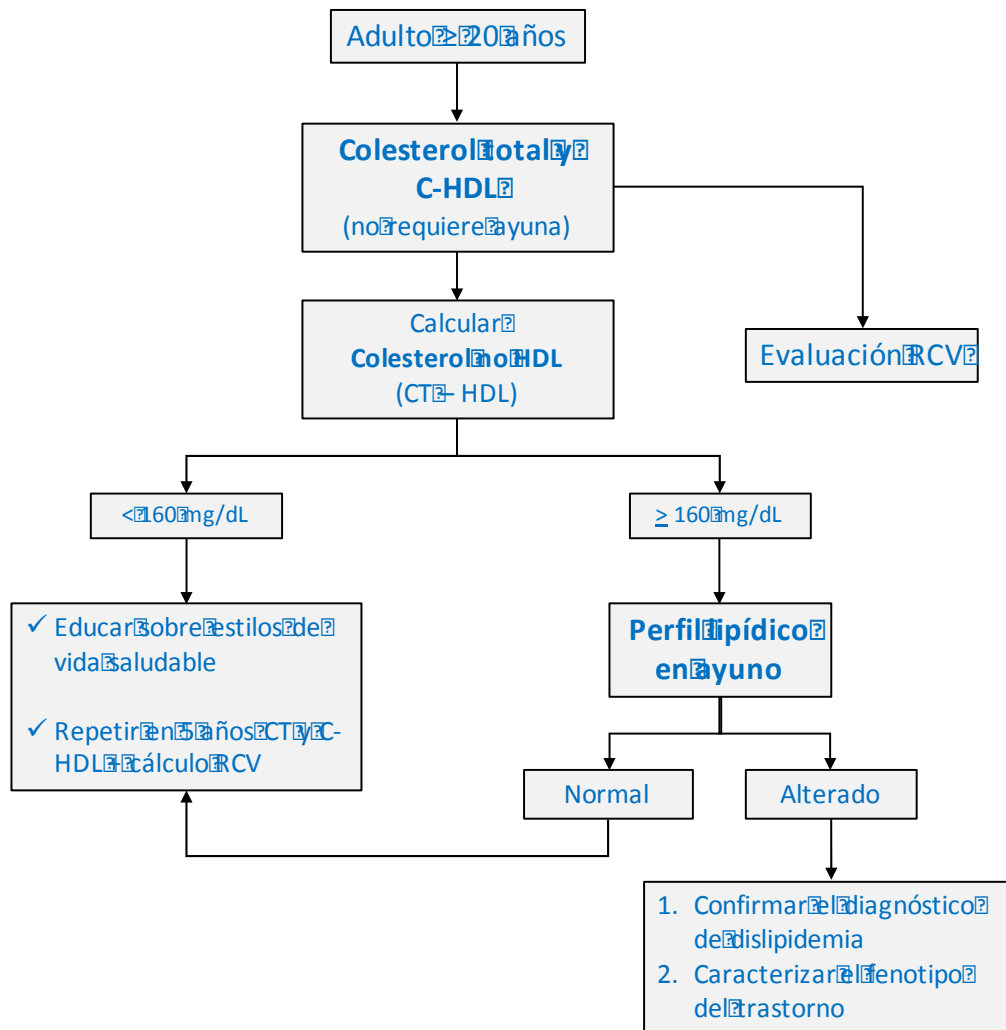 Adulto ≥ 20 años
Colesterol total y
C-HDL
(no requiere ayuna)
Calcular
Colesterol no HDL
(CT – HDL)
Evaluación RCV
< 160 mg/dL
≥ 160 mg/dL
✓ Educar sobre estilos de
vida saludable
✓ Repetir en 5 años CT y C-
HDL + cálculo RCV
Perfil lipídico
en ayuno
Normal
Alterado
1. Confirmar el diagnóstico
de dislipidemia
2. Caracterizar el fenotipo
del trastorno